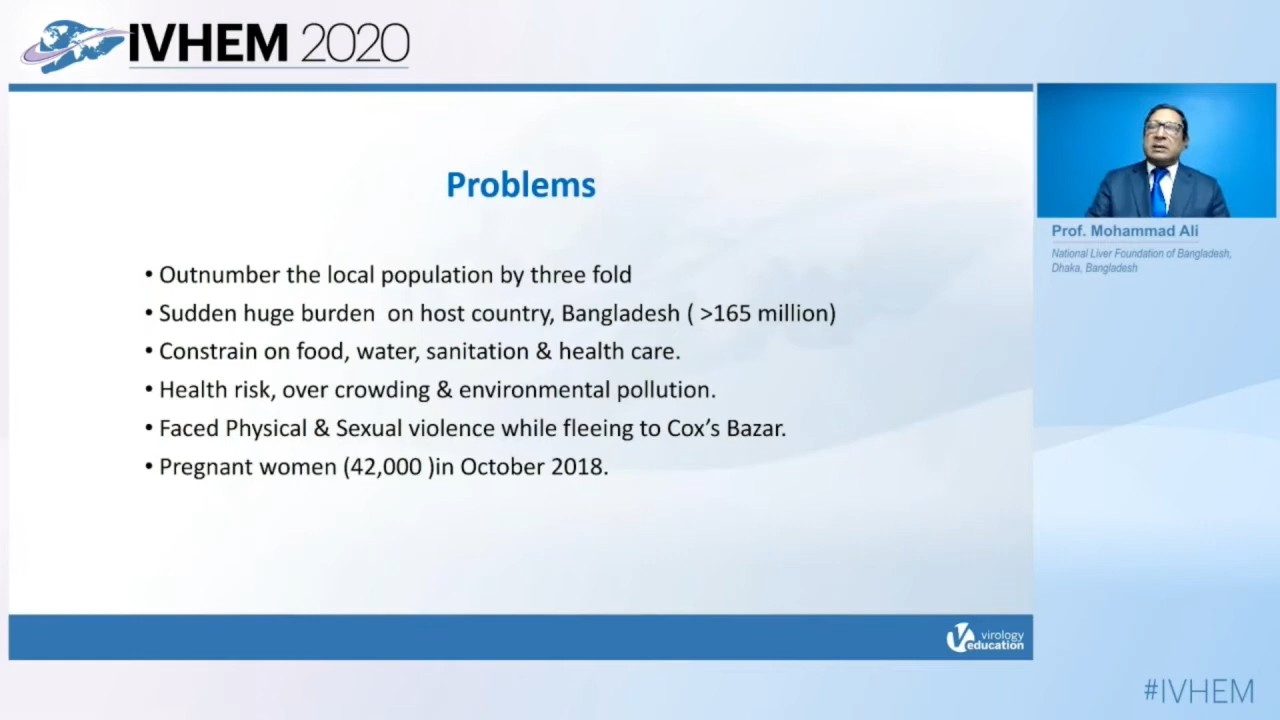 IVHEM 2020
Problems
• Outnumber the local population by three fold
• Sudden huge burden  on host country, Bangladesh ( >165 million)
• Constrain on food, water, sanitation & health care.
• Health risk, over crowding & environmental pollution.
• Faced Physical & Sexual violence while fleeing to Cox’s Bazar.
• Pregnant women (42,000 )in October 2018.
Prof. Mohammad Ali
National Liver Foundation of Bangladesh,
Dhaka, Bangladesh
virology
education
#IVHEM